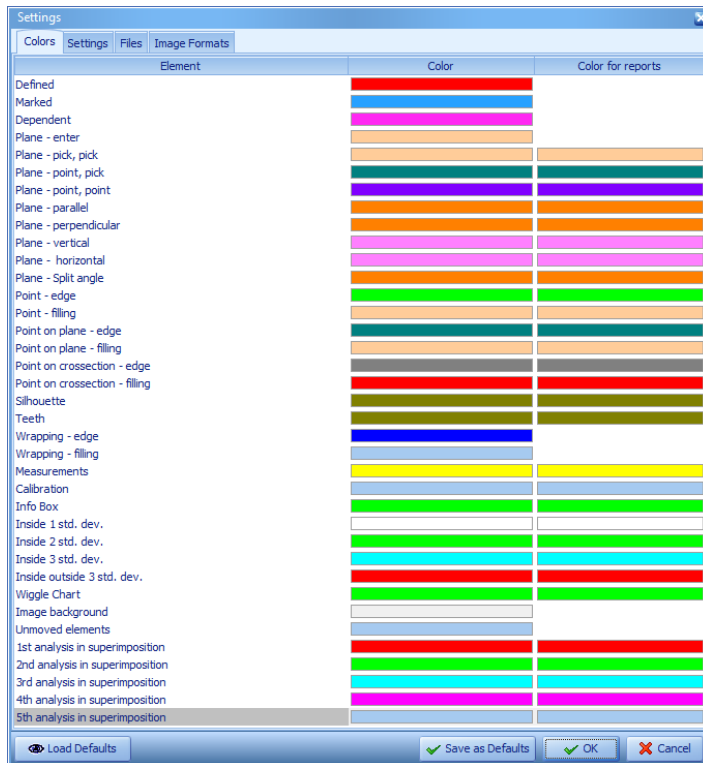 Settings
Colors Settings Files Image Formats
Element Color Color for reports
Defined
Marked
Dependent
Plane - enter
Plane - pick, pick
Plane - point, pick
Plane - point, point
Plane - parallel
Plane - perpendicular
Plane - vertical
Plane -  horizontal
Plane - Split angle
Point - edge
Point - filling
Point on plane - edge
Point on plane - filling
Point on crossection - edge
Point on crossection - filling
Silhouette
Teeth
Wrapping - edge
Wrapping - filling
Measurements
Calibration
Info Box
Inside 1 std. dev.
Inside 2 std. dev.
Inside 3 std. dev.
Inside outside 3 std. dev.
Wiggle Chart
Image background
Unmoved elements
1st analysis in superimposition
2nd analysis in superimposition
3rd analysis in superimposition
4th analysis in superimposition
5th analysis in superimposition
Load Defaults Save as Defaults OK Cancel